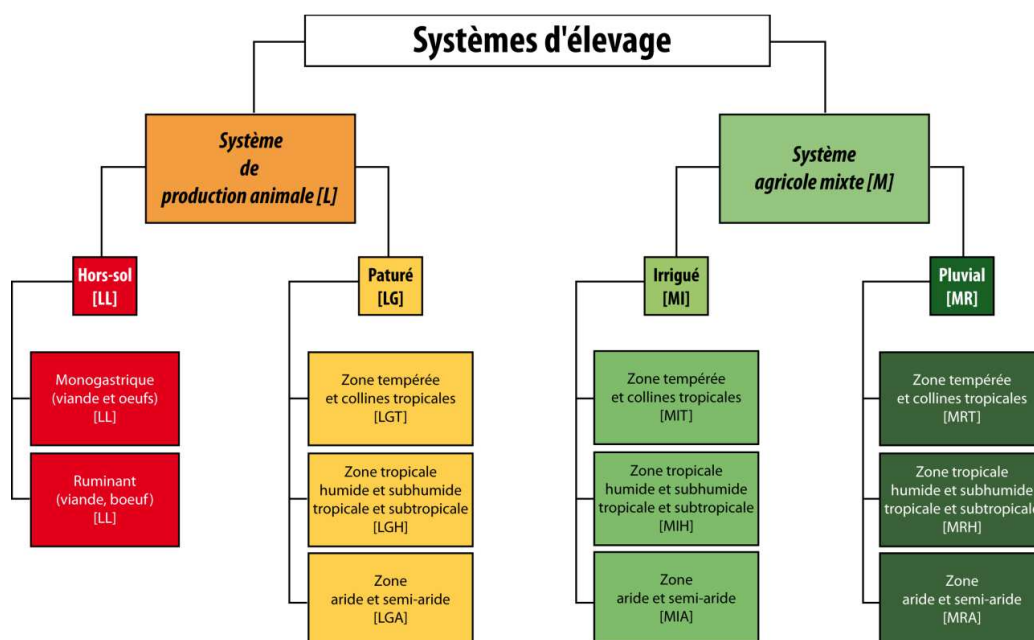 Systèmes d'élevage
Système
de
production animale [L]
Système
agricole mixte [M]
Hors-sol
[LL]
Paturé
[LG]
Irrigué
[MI]
Pluvial
[MR]
Monogastrique
(viande et oeufs)
[LL]
Ruminant
(viande, boeuf)
[LL]
Zone tempérée
et collines tropicales
[LGT]
Zone tropicale
humide et subhumide
tropicale et subtropicale
[LGH]
Zone
aride et semi-aride
[LGA]
Zone tempérée
et collines tropicales
[MIT]
Zone tropicale
humide et subhumide
tropicale et subtropicale
[MIH]
Zone
aride et semi-aride
[MIA]
Zone tempérée
et collines tropicales
[MRT]
Zone tropicale
humide et subhumide
tropicale et subtropicale
[MRH]
Zone
aride et semi-aride
[MRA]